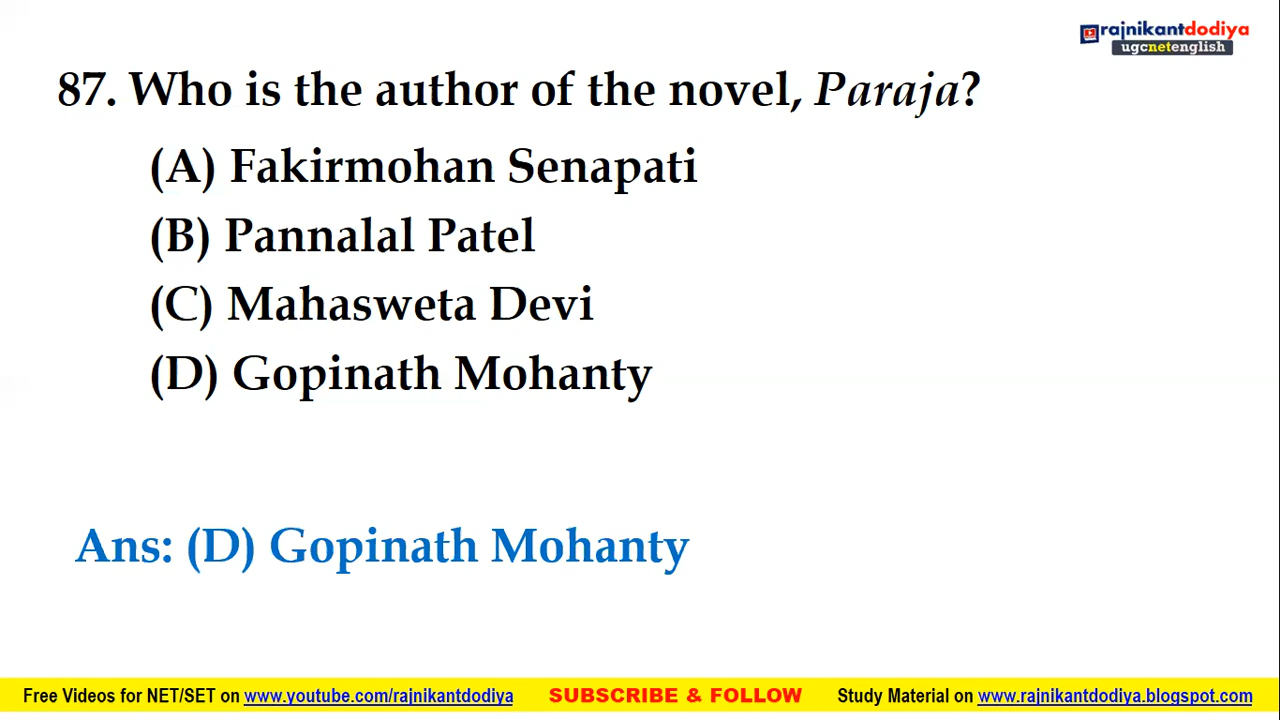 rajnikantdodiya
ugcnetenglish
87. Who is the author of the novel, Paraja?
(A) Fakirmohan Senapati
(B) Pannalal Patel
(C) Mahasweta Devi
(D) Gopinath Mohanty
Ans: (D) Gopinath Mohanty
Free Videos for NET/SET on www.youtube.com/rajnikantdodiya SUBSCRIBE & FOLLOW Study Material on www.rajnikantdodiya.blogspot.com